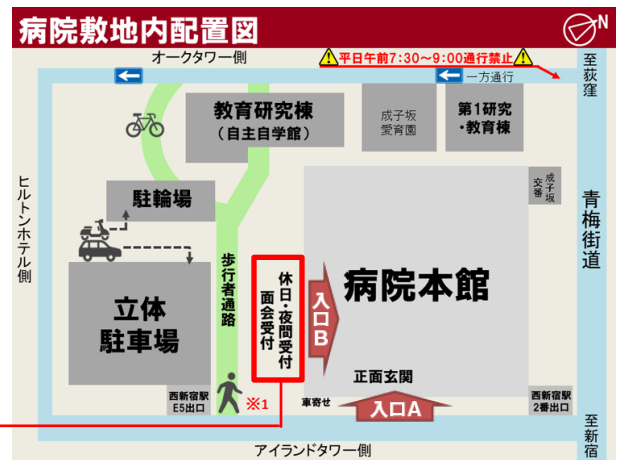 病院敷地内配置図
N
オークタワー側
平日午前7:30～9:00通行禁止
一方通行
至荻窪
教育研究棟
（自主自学館）
成子坂
愛育園
第1研究
・教育棟
成子坂
交番
駐輪場
ヒルトンホテル側
青梅街道
歩行者通路
休日・夜間受付
面会受付
入口B
病院本館
立体
駐車場
正面玄関
西新宿駅
E5出口
※1
車寄せ
入口A
西新宿駅
2番出口
至新宿
アイランドタワー側